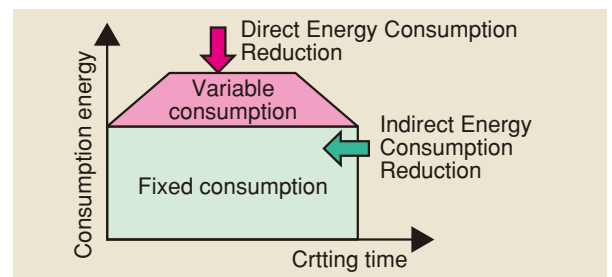 Direct Energy Consumption
Reduction
Variable
consumption
Consumption energy
Indirect Energy
Consumption
Reduction
Fixed consumption
Crtting time